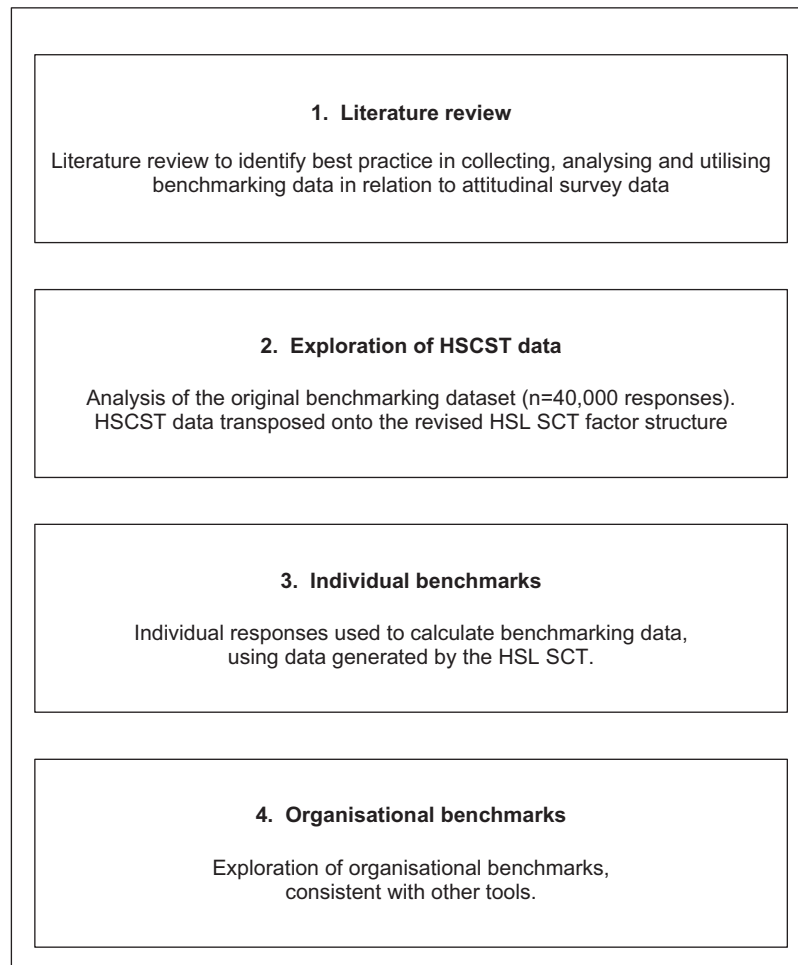 1. Literature review
Literature review to identify best practice in collecting, analysing and utilising
benchmarking data in relation to attitudinal survey data
2. Exploration of HSCST data
Analysis of the original benchmarking dataset (n=40,000 responses).
HSCST data transposed onto the revised HSL SCT factor structure
3. Individual benchmarks
Individual responses used to calculate benchmarking data,
using data generated by the HSL SCT.
4. Organisational benchmarks
Exploration of organisational benchmarks,
consistent with other tools.